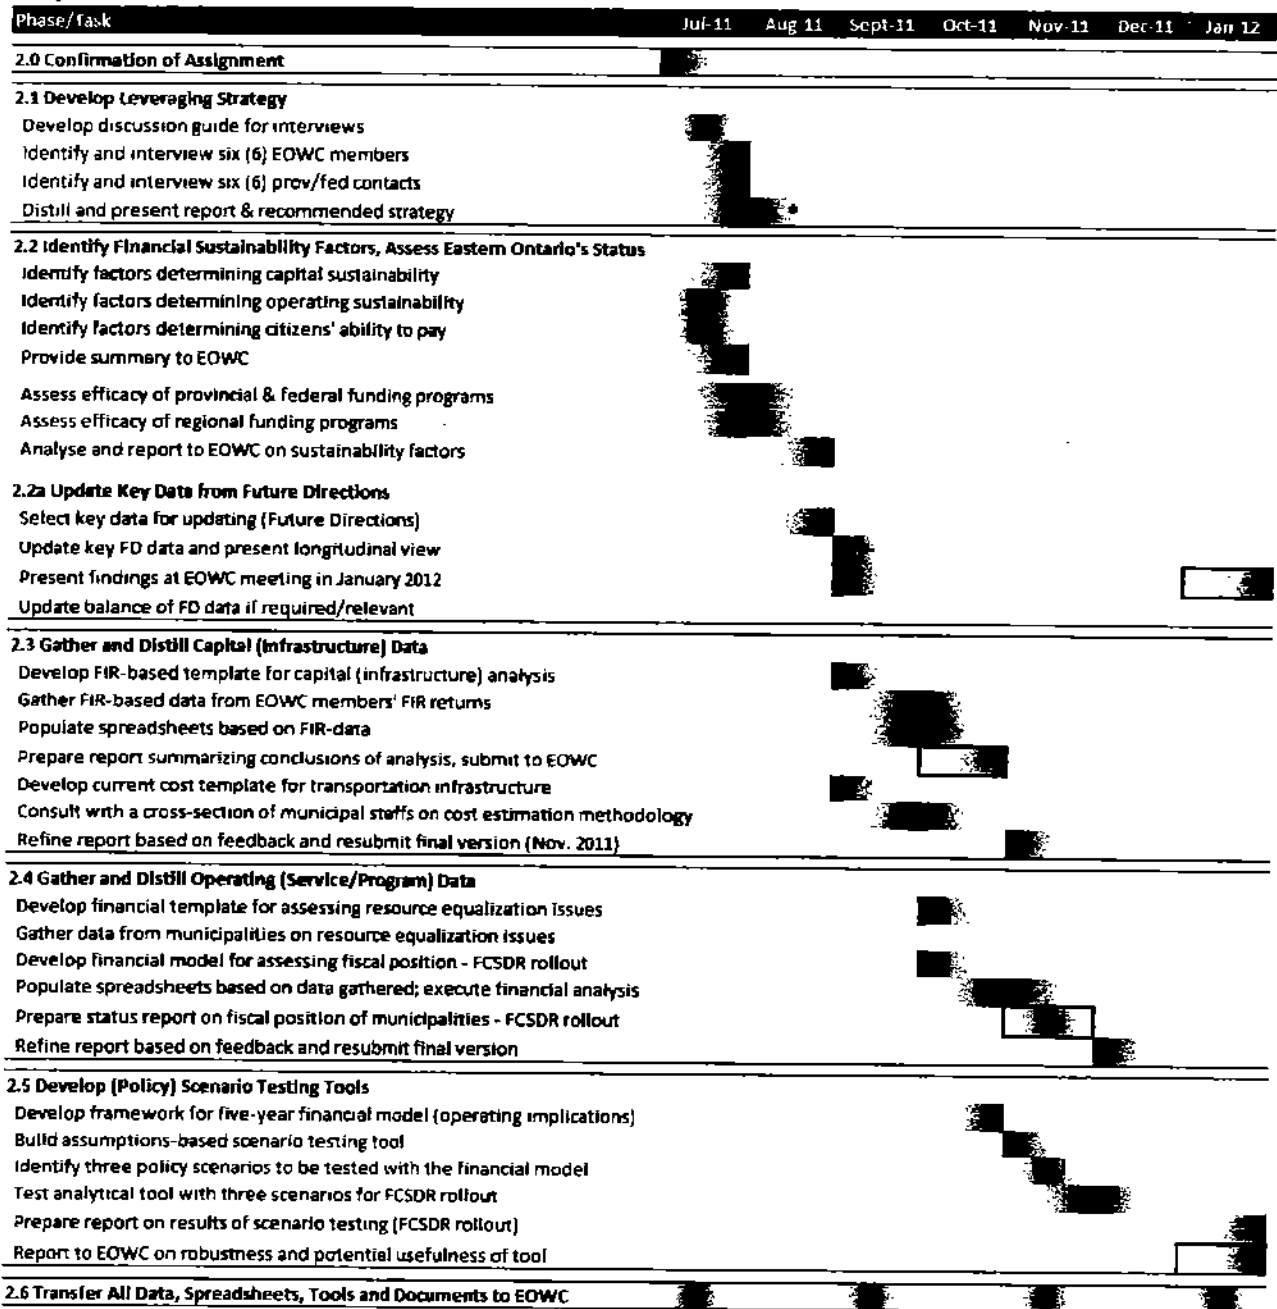 Phase/Task Jul-11 Aug 11 Sept-11 Oct-11 Nov-11 Dec-11 Jan 12
2.0 Confirmation of Assignment
2.1 Develop Leveraging Strategy
Develop discussion guide for interviews
Identify and interview six (6) EOWC members
Identify and interview six (6) prov/fed contacts
Distill and present report & recommended strategy
2.2 Identify Financial Sustainability Factors, Assess Eastern Ontario's Status
Identify factors determining capital sustainability
Identify factors determining operating sustainability
Identify factors determining citizens' ability to pay
Provide summary to EOWC
Assess efficacy of provincial & federal funding programs
Assess efficacy of regional funding programs
Analyse and report to EOWC on sustainability factors
2.2a Update Key Data from Future Directions
Select key data for updating (Future Directions)
Update key FD data and present longitudinal view
Present findings at EOWC meeting in January 2012
Update balance of FD data if required/relevant
2.3 Gather and Distill Capital (Infrastructure) Data
Develop FIR-based template for capital (infrastructure) analysis
Gather FIR-based data from EOWC members' FIR returns
Populate spreadsheets based on FIR-data
Prepare report summarizing conclusions of analysis, submit to EOWC
Develop current cost template for transportation infrastructure
Consult with a cross-section of municipal staffs on cost estimation methodology
Refine report based on feedback and resubmit final version (Nov. 2011)
2.4 Gather and Distill Operating (Service/Program) Data
Develop financial template for assessing resource equalization issues
Gather data from municipalities on resource equalization issues
Develop financial model for assessing fiscal position - FCSDR rollout
Populate spreadsheets based on data gathered; execute financial analysis
Prepare status report on fiscal position of municipalities - FCSDR rollout
Refine report based on feedback and resubmit final version
2.5 Develop (Policy) Scenario Testing Tools
Develop framework for five-year financial model (operating implications)
Build assumptions-based scenario testing tool
Identify three policy scenarios to be tested with the financial model
Test analytical tool with three scenarios for FCSDR rollout
Prepare report on results of scenario testing (FCSDR rollout)
Report to EOWC on robustness and potential usefulness of tool
2.6 Transfer All Data, Spreadsheets, Tools and Documents to EOWC